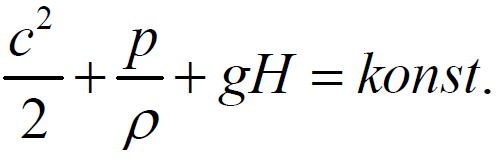 c²/2 + p/ρ + gH = konst.